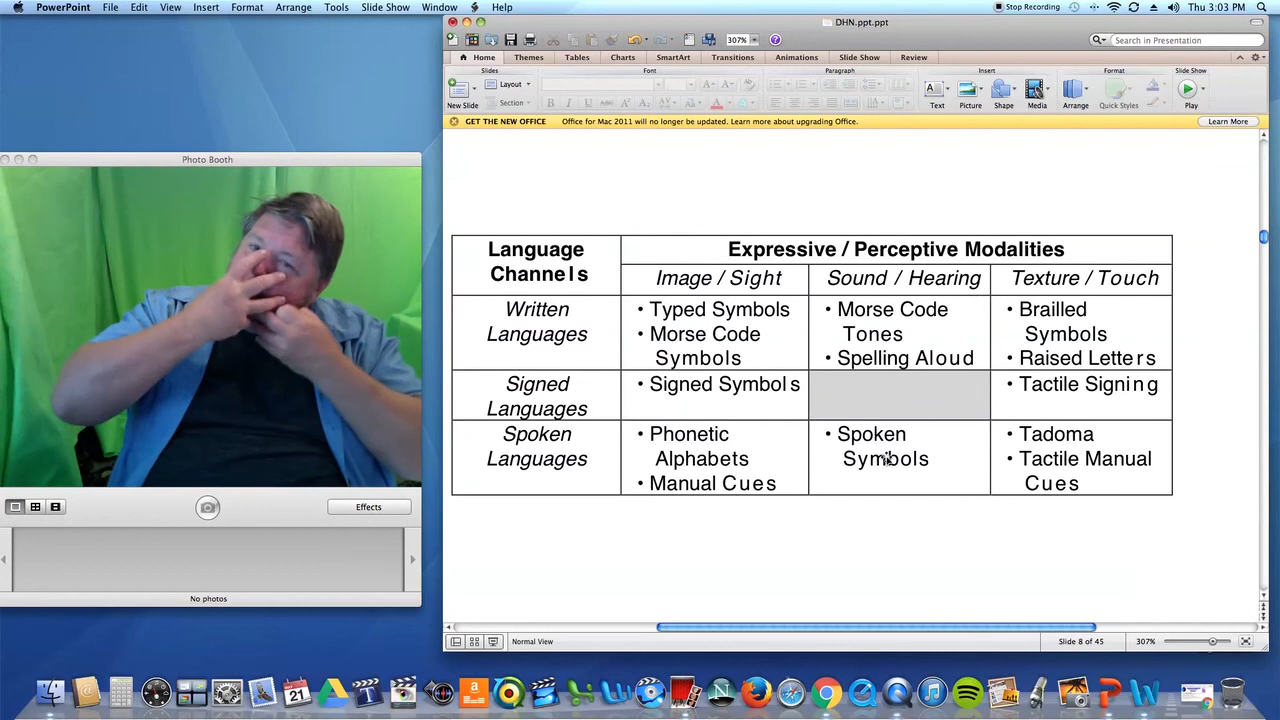 PowerPoint File Edit View Insert Format Arrange Tools Slide Show Window Help
Stop Recording Thu 3:03 PM
Photo Booth
Effects
No photos
DHN.ppt.ppt
307%
Search in Presentation
Home Themes Tables Charts SmartArt Transitions Animations Slide Show Review
Slides Font Paragraph Insert Format Slide Show
New Slide
Layout
Section
Text Picture Shape Media Arrange Quick Styles Play
GET THE NEW OFFICE Office for Mac 2011 will no longer be updated. Learn more about upgrading Office. Learn More
Language Channels
Expressive / Perceptive Modalities
Image / Sight Sound / Hearing Texture / Touch
Written Languages
• Typed Symbols
• Morse Code Symbols
• Morse Code Tones
• Spelling Aloud
• Brailled Symbols
• Raised Letters
Signed Languages
• Signed Symbols
• Tactile Signing
Spoken Languages
• Phonetic Alphabets
• Manual Cues
• Spoken Symbols
• Tadoma
• Tactile Manual Cues
Normal View Slide 8 of 45 307%